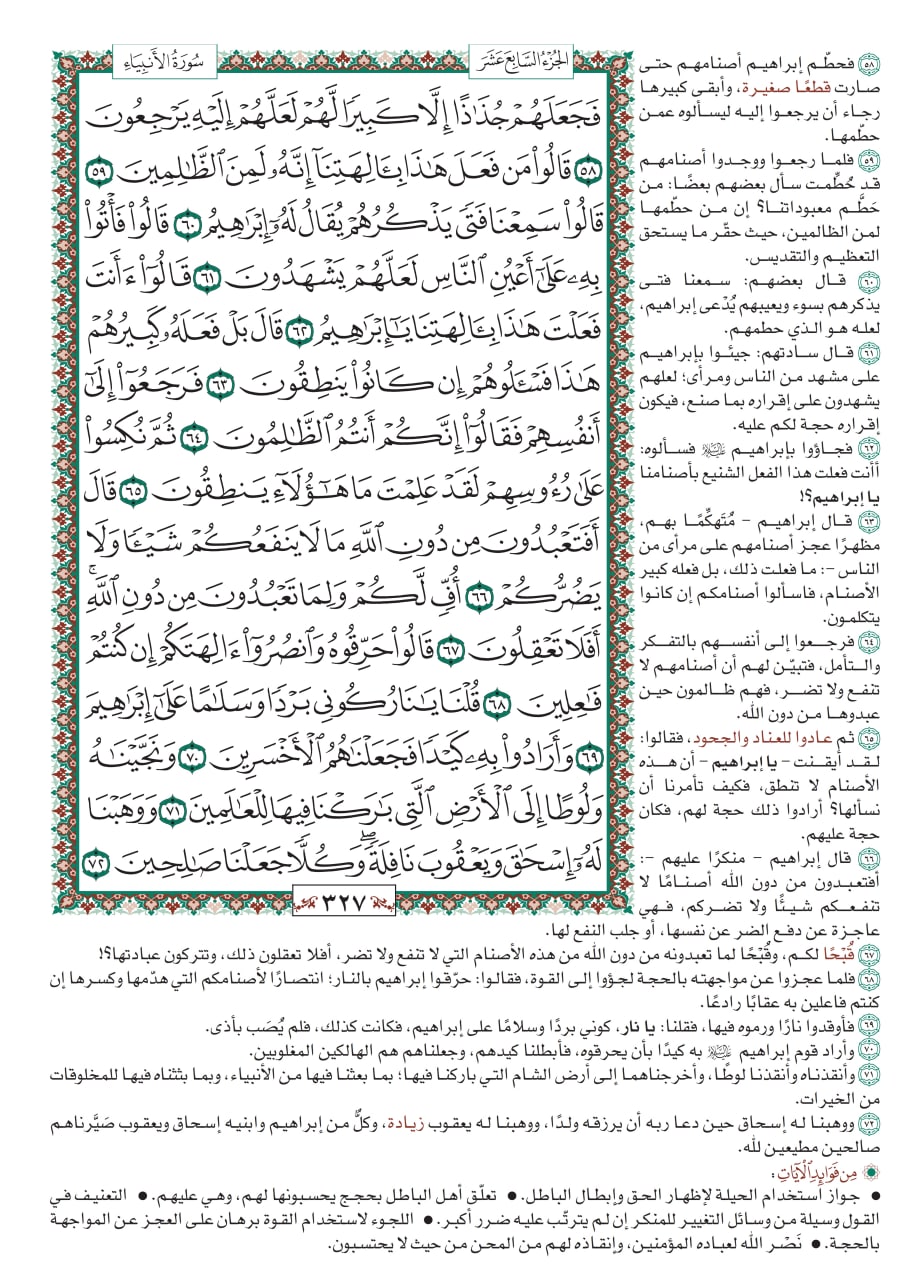 الجُزْءُ السَّابِعَ عَشَرَ
سُورَةُ الأَنبِيَاءِ
فَجَعَلَهُمْ جُذَٰذًا إِلَّا كَبِيرًا لَّهُمْ لَعَلَّهُمْ إِلَيْهِ يَرْجِعُونَ
٥٨ قَالُوا۟ مَن فَعَلَ هَٰذَا بِـَٔالِهَتِنَآ إِنَّهُۥ لَمِنَ ٱلظَّٰلِمِينَ ٥٩
قَالُوا۟ سَمِعْنَا فَتًى يَذْكُرُهُمْ يُقَالُ لَهُۥٓ إِبْرَٰهِيمُ ٦٠ قَالُوا۟ فَأْتُوا۟
بِهِۦ عَلَىٰٓ أَعْيُنِ ٱلنَّاسِ لَعَلَّهُمْ يَشْهَدُونَ ٦١ قَالُوٓا۟ ءَأَنتَ
فَعَلْتَ هَٰذَا بِـَٔالِهَتِنَا يَٰٓإِبْرَٰهِيمُ ٦٢ قَالَ بَلْ فَعَلَهُۥ كَبِيرُهُمْ
هَٰذَا فَسْـَٔلُوهُمْ إِن كَانُوا۟ يَنطِقُونَ ٦٣ فَرَجَعُوٓا۟ إِلَىٰٓ
أَنفُسِهِمْ فَقَالُوٓا۟ إِنَّكُمْ أَنتُمُ ٱلظَّٰلِمُونَ ٦٤ ثُمَّ نُكِسُوا۟
عَلَىٰ رُءُوسِهِمْ لَقَدْ عَلِمْتَ مَا هَٰٓؤُلَآءِ يَنطِقُونَ ٦٥ قَالَ
أَفَتَعْبُدُونَ مِن دُونِ ٱللَّهِ مَا لَا يَنفَعُكُمْ شَيْـًٔا وَلَا
يَضُرُّكُمْ ٦٦ أُفٍّ لَّكُمْ وَلِمَا تَعْبُدُونَ مِن دُونِ ٱللَّهِ ۚ
أَفَلَا تَعْقِلُونَ ٦٧ قَالُوا۟ حَرِّقُوهُ وَٱنصُرُوٓا۟ ءَالِهَتَكُمْ إِن كُنتُمْ
فَٰعِلِينَ ٦٨ قُلْنَا يَٰنَارُ كُونِى بَرْدًا وَسَلَٰمًا عَلَىٰٓ إِبْرَٰهِيمَ
٦٩ وَأَرَادُوا۟ بِهِۦ كَيْدًا فَجَعَلْنَٰهُمُ ٱلْأَخْسَرِينَ ٧٠ وَنَجَّيْنَٰهُ
وَلُوطًا إِلَى ٱلْأَرْضِ ٱلَّتِى بَٰرَكْنَا فِيهَا لِلْعَٰلَمِينَ ٧١ وَوَهَبْنَا
لَهُۥٓ إِسْحَٰقَ وَيَعْقُوبَ نَافِلَةً ۖ وَكُلًّا جَعَلْنَا صَٰلِحِينَ ٧٢
٣٢٧
٥٨ فحطّم إبراهيم أصنامهم حتى
صارت قطعًا صغيرة، وأبقى كبيرها
رجاء أن يرجعوا إليه ليسألوه عمن
حطّمها.
٥٩ فلما رجعوا ووجدوا أصنامهم
قد حُطِّمت سأل بعضهم بعضًا: من
حَطَّم معبوداتنا؟ إن من حطّمها
لمن الظالمين، حيث حقّر ما يستحق
التعظيم والتقديس.
٦٠ قال بعضهم: سمعنا فتى
يذكرهم بسوء ويعيبهم يُدْعى إبراهيم،
لعله هو الذي حطمهم.
٦١ قال سادتهم: جيئوا بإبراهيم
على مشهد من الناس ومرأى؛ لعلهم
يشهدون على إقراره بما صنع، فيكون
إقراره حجة لكم عليه.
٦٢ فجاؤوا بإبراهيم عليه السلام فسألوه:
أأنت فعلت هذا الفعل الشنيع بأصنامنا
يا إبراهيم؟!
٦٣ قال إبراهيم - مُتَهكِّمًا بهم،
مظهرًا عجز أصنامهم على مرأى من
الناس -: ما فعلت ذلك، بل فعله كبير
الأصنام، فاسألوا أصنامكم إن كانوا
يتكلمون.
٦٤ فرجعوا إلى أنفسهم بالتفكر
والتأمل، فتبيّن لهم أن أصنامهم لا
تنفع ولا تضر، فهم ظالمون حين
عبدوها من دون الله.
٦٥ ثم عادوا للعناد والجحود، فقالوا:
لقد أيقنت - يا إبراهيم - أن هذه
الأصنام لا تنطق، فكيف تأمرنا أن
نسألها؟ أرادوا ذلك حجة لهم، فكان
حجة عليهم.
٦٦ قال إبراهيم - منكرًا عليهم -:
أفتعبدون من دون الله أصنامًا لا
تنفعكم شيئًا ولا تضركم، فهي
عاجزة عن دفع الضر عن نفسها، أو جلب النفع لها.
٦٧ قُبْحًا لكم، وقُبْحًا لما تعبدونه من دون الله من هذه الأصنام التي لا تنفع ولا تضر، أفلا تعقلون ذلك، وتتركون عبادتها؟!
٦٨ فلما عجزوا عن مواجهته بالحجة لجؤوا إلى القوة، فقالوا: حرّقوا إبراهيم بالنار؛ انتصارًا لأصنامكم التي هدّمها وكسرها إن
كنتم فاعلين به عقابًا رادعًا.
٦٩ فأوقدوا نارًا ورموه فيها، فقلنا: يا نار، كوني بردًا وسلامًا على إبراهيم، فكانت كذلك، فلم يُصَب بأذى.
٧٠ وأراد قوم إبراهيم عليه السلام به كيدًا بأن يحرقوه، فأبطلنا كيدهم، وجعلناهم هم الهالكين المغلوبين.
٧١ وأنقذناه وأنقذنا لوطًا، وأخرجناهما إلى أرض الشام التي باركنا فيها؛ بما بعثنا فيها من الأنبياء، وبما بثثناه فيها للمخلوقات
من الخيرات.
٧٢ ووهبنا له إسحاق حين دعا ربه أن يرزقه ولدًا، ووهبنا له يعقوب زيادة، وكلٌّ من إبراهيم وابنيه إسحاق ويعقوب صَيَّرناهم
صالحين مطيعين لله.
مِن فَوَائِدِ الآيَاتِ:
• جواز استخدام الحيلة لإظهار الحق وإبطال الباطل. • تعلّق أهل الباطل بحجج يحسبونها لهم، وهي عليهم. • التعنيف في
القول وسيلة من وسائل التغيير للمنكر إن لم يترتّب عليه ضرر أكبر. • اللجوء لاستخدام القوة برهان على العجز عن المواجهة
بالحجة. • نَصْر الله لعباده المؤمنين، وإنقاذه لهم من المحن من حيث لا يحتسبون.